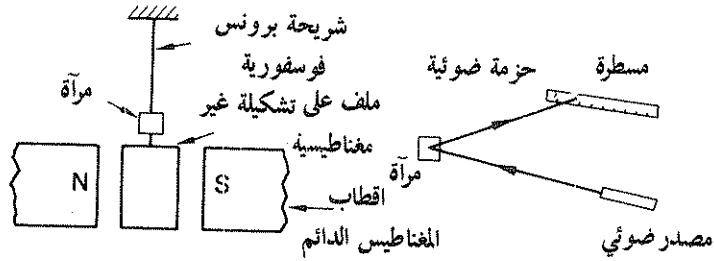 شريحة برونس
فوسفورية
مرآة
ملف على تشكيلة غير
مغناطيسية
N
S
اقطاب
المغناطيس الدائم
مسطرة
حزمة ضوئية
مرآة
مصدر ضوئي